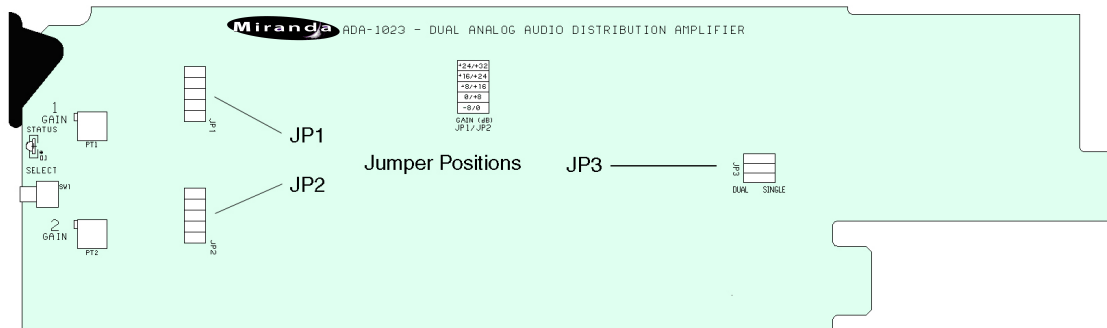 Miranda ADA-1023 - DUAL ANALOG AUDIO DISTRIBUTION AMPLIFIER
+24/+32
+16/+24
+8/+16
0/+8
-8/0
GAIN (dB)
JP1/JP2
1
GAIN
PT1
STATUS
JP1
JP1
Jumper Positions
JP3
JP3
DUAL SINGLE
SELECT
SW1
JP2
2
GAIN
PT2
JP2